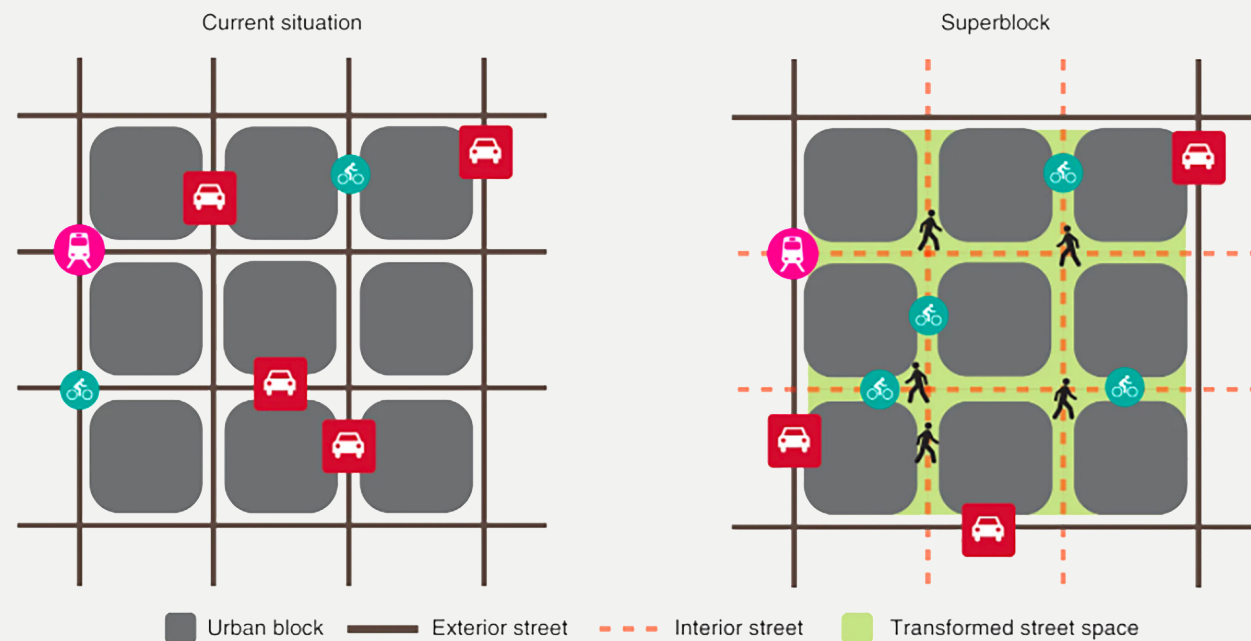 Current situation
Superblock
Urban block
Exterior street
Interior street
Transformed street space